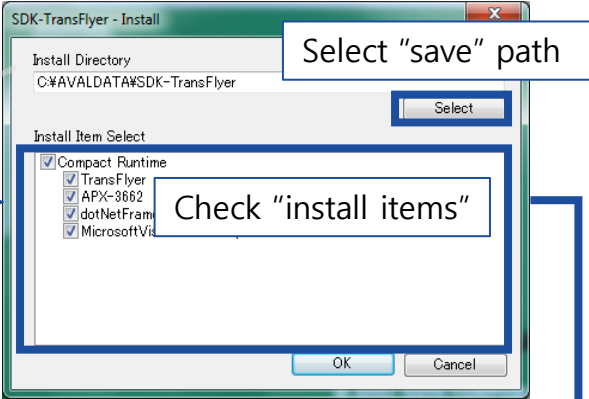 SDK-TransFlyer - Install
Select "save" path
Install Directory
C:¥AVALDATA¥SDK-TransFlyer
Select
Install Item Select
Compact Runtime
TransFlyer
APX-3662
dotNetFram
MicrosoftVis
Check "install items"
OK
Cancel